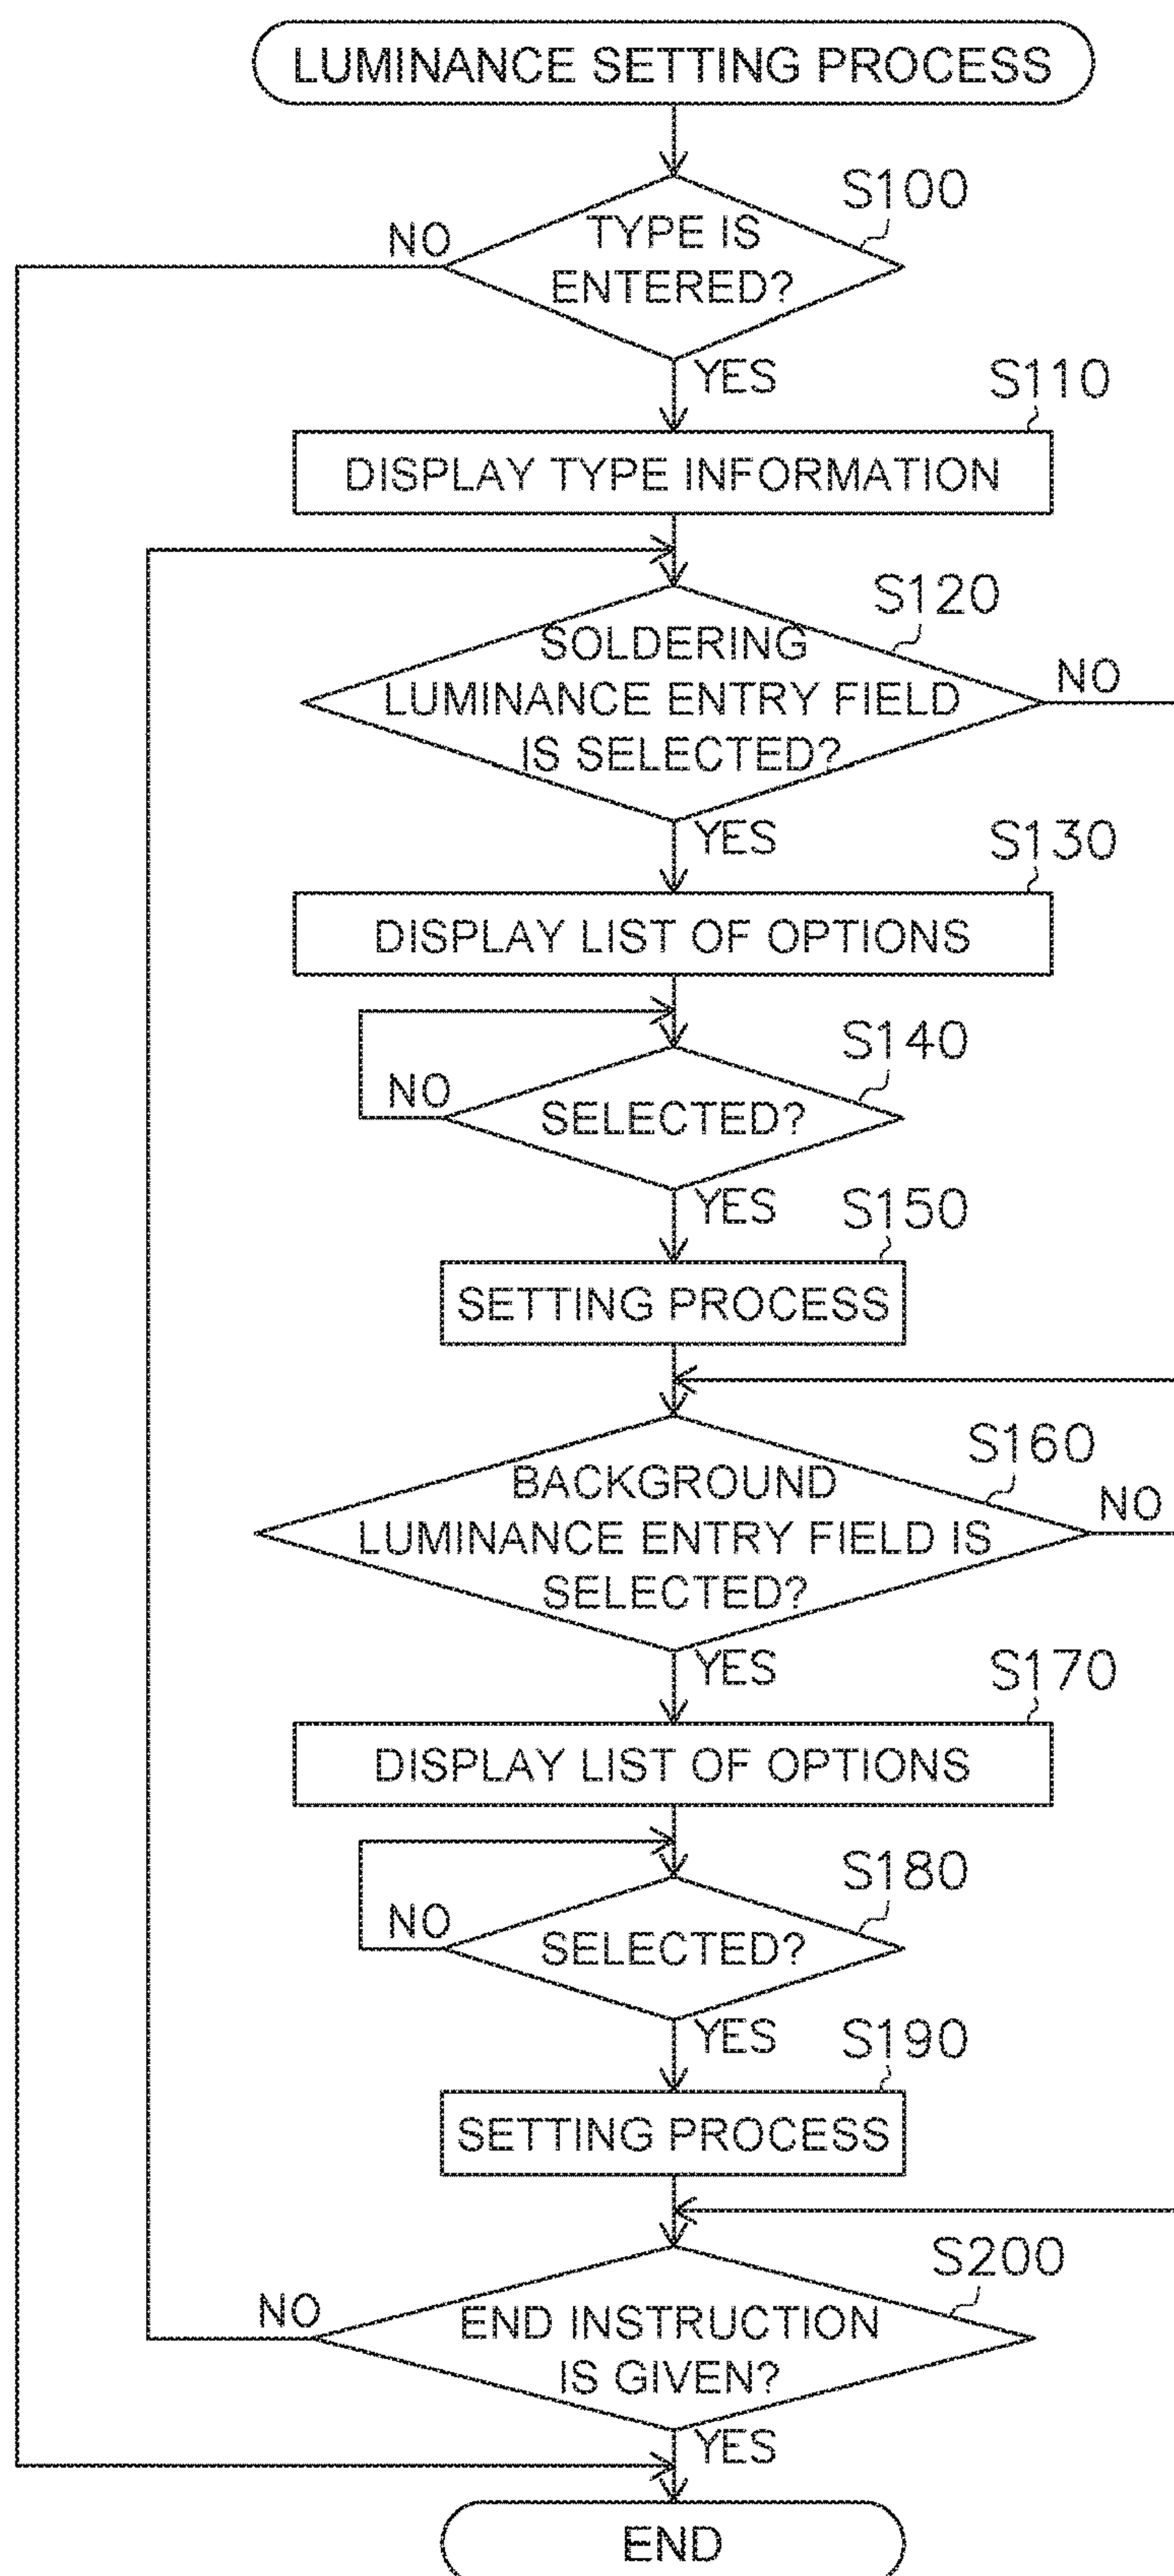 LUMINANCE SETTING PROCESS
S100
NO
TYPE IS
ENTERED?
YES
S110
DISPLAY TYPE INFORMATION
S120
SOLDERING
LUMINANCE ENTRY FIELD
IS SELECTED?
NO
YES
S130
DISPLAY LIST OF OPTIONS
S140
NO
SELECTED?
YES
S150
SETTING PROCESS
S160
BACKGROUND
LUMINANCE ENTRY FIELD IS
SELECTED?
NO
YES
S170
DISPLAY LIST OF OPTIONS
S180
NO
SELECTED?
YES
S190
SETTING PROCESS
S200
NO
END INSTRUCTION
IS GIVEN?
YES
END